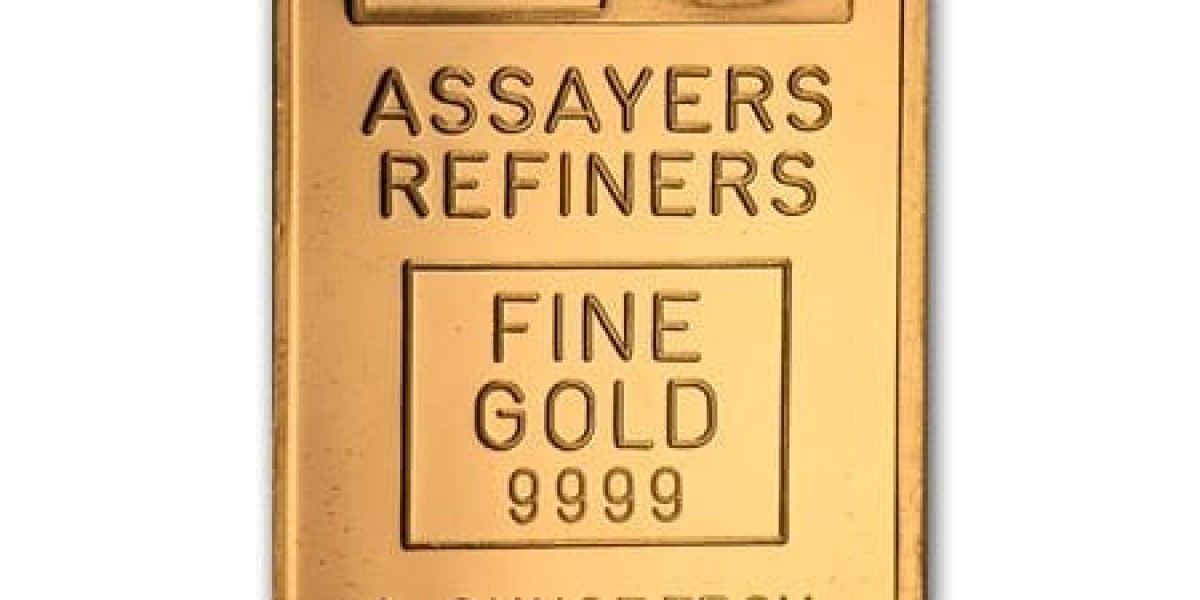 ASSAYERS
REFINERS
FINE
GOLD
9999